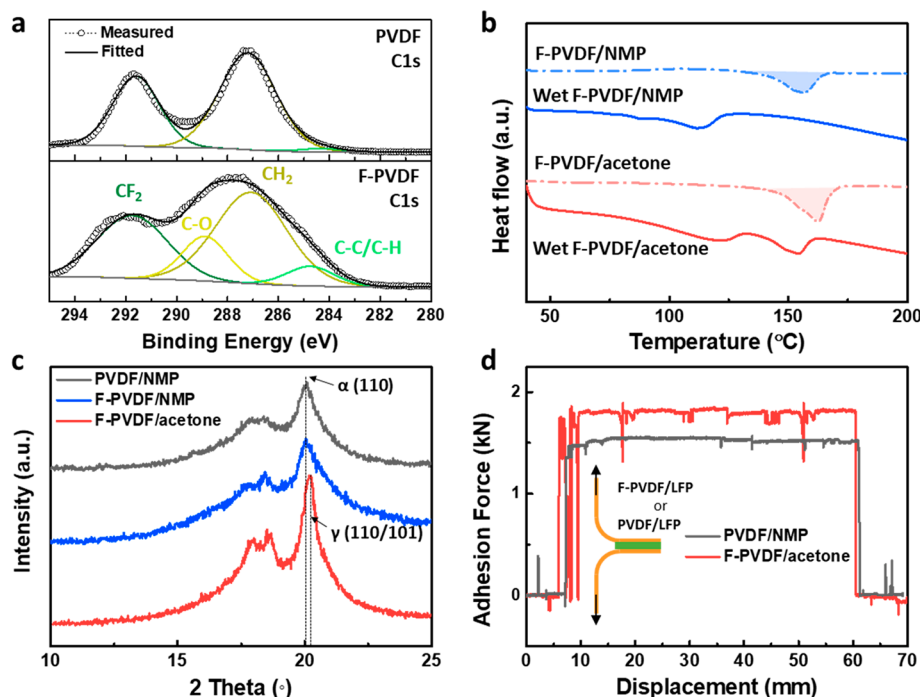 a
Measured
Fitted
PVDF
C1s
CF₂
CH₂
F-PVDF
C1s
C-O
C-C/C-H
294 292 290 288 286 284 282 280
Binding Energy (eV)
b
F-PVDF/NMP
Wet F-PVDF/NMP
F-PVDF/acetone
Wet F-PVDF/acetone
Heat flow (a.u.)
50 100 150 200
Temperature (°C)
c
PVDF/NMP
F-PVDF/NMP
F-PVDF/acetone
α (110)
γ (110/101)
Intensity (a.u.)
10 15 20 25
2 Theta (°)
d
2
1
0
Adhesion Force (kN)
F-PVDF/LFP
or
PVDF/LFP
PVDF/NMP
F-PVDF/acetone
0 10 20 30 40 50 60 70
Displacement (mm)